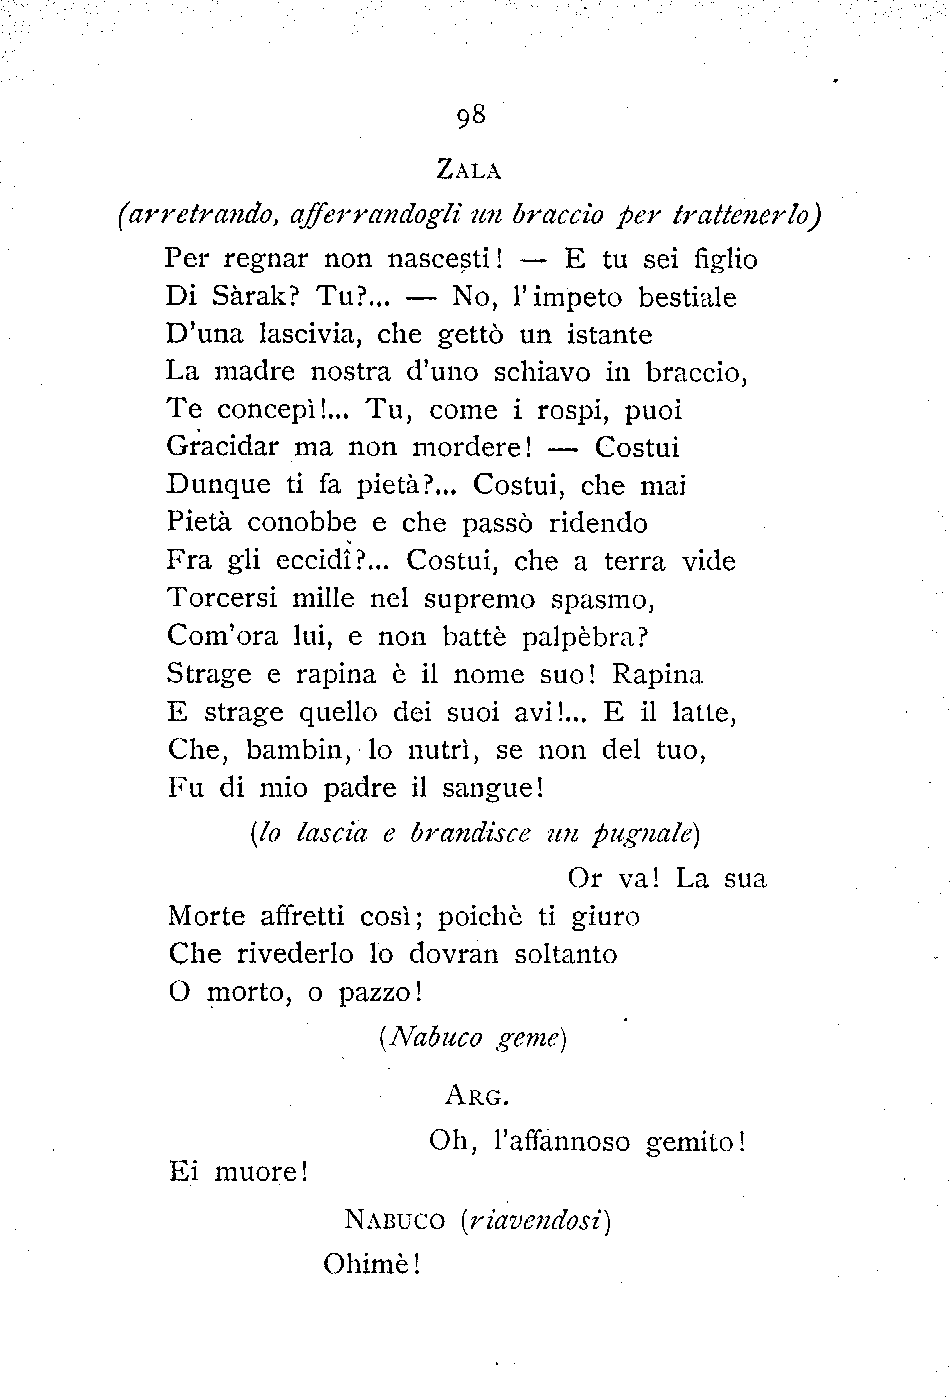 98
ZALA
(arretrando, afferrandogli un braccio per trattenerlo)
Per regnar non nascesti! — E tu sei figlio
Di Sàrak? Tu?... — No, l'impeto bestiale
D'una lascivia, che gettò un istante
La madre nostra d'uno schiavo in braccio,
Te concepì!... Tu, come i rospi, puoi
Gracidar ma non mordere! — Costui
Dunque ti fa pietà?... Costui, che mai
Pietà conobbe e che passò ridendo
Fra gli eccidî?... Costui, che a terra vide
Torcersi mille nel supremo spasmo,
Com'ora lui, e non battè palpèbra?
Strage e rapina è il nome suo! Rapina
E strage quello dei suoi avi!... E il latte,
Che, bambin, lo nutrì, se non del tuo,
Fu di mio padre il sangue!
(lo lascia e brandisce un pugnale)
Or va! La sua
Morte affretti così; poichè ti giuro
Che rivederlo lo dovran soltanto
O morto, o pazzo!
(Nabuco geme)
ARG.
Oh, l'affannoso gemito!
Ei muore!
NABUCO (riavendosi)
Ohimè!